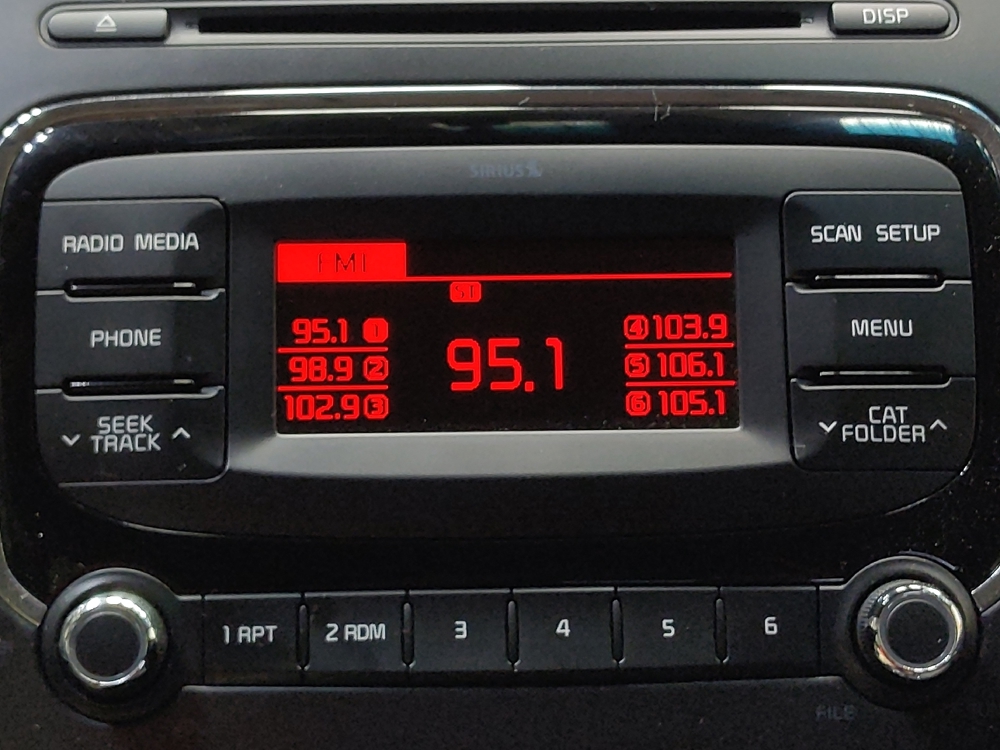 DISP
SIRIUS
RADIO MEDIA
SCAN SETUP
FM1
ST
PHONE
MENU
95.1 1
98.9 2
102.9 3
95.1
4 103.9
5 106.1
6 105.1
SEEK
TRACK
CAT
FOLDER
1 RPT
2 RDM
3
4
5
6
FILE